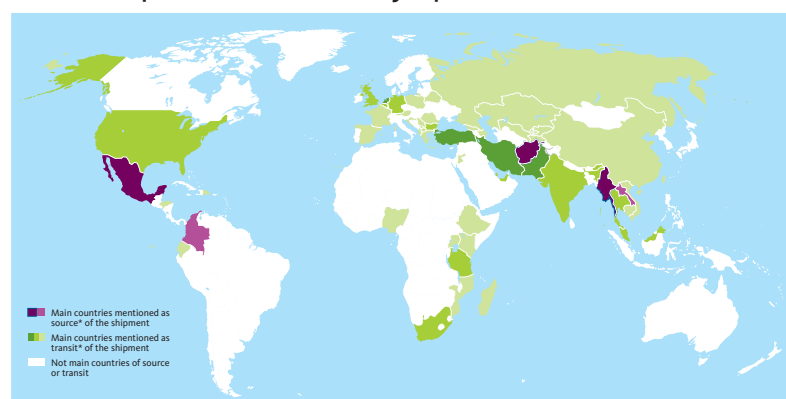 Main countries mentioned as
source* of the shipment
Main countries mentioned as
transit* of the shipment
Not main countries of source
or transit